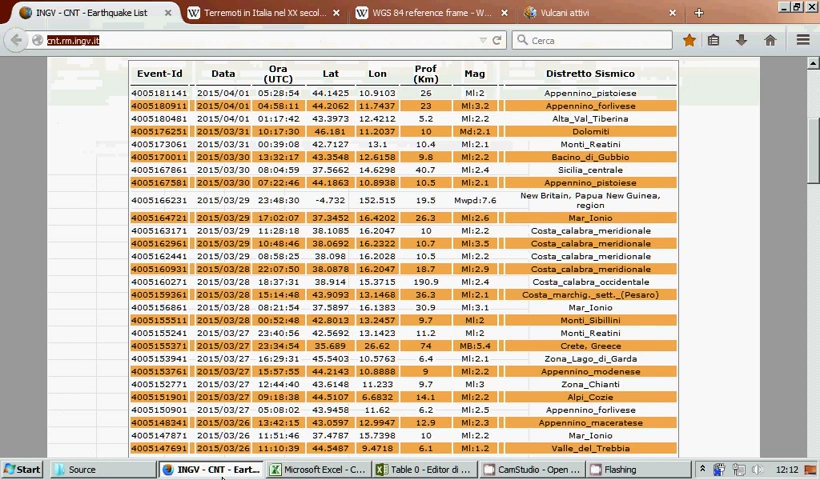 INGV - CNT - Earthquake List
Terremoti in Italia nel XX secol...
WGS 84 reference frame - W...
Vulcani attivi
cnt.rm.ingv.it
Cerca
Event-Id Data Ora (UTC) Lat Lon Prof (Km) Mag Distretto Sismico
4005181141 2015/04/01 05:28:54 44.1425 10.9103 26 Ml:2 Appennino_pistoiese
4005180911 2015/04/01 04:58:11 44.2062 11.7437 23 Ml:3.2 Appennino_forlivese
4005180481 2015/04/01 01:17:42 43.3973 12.4212 5.2 Ml:2.2 Alta_Val_Tiberina
4005176251 2015/03/31 10:17:30 46.181 11.2037 10 Md:2.1 Dolomiti
4005173061 2015/03/31 00:39:08 42.7127 13.1 10.4 Ml:2.1 Monti_Reatini
4005170011 2015/03/30 13:32:17 43.3548 12.6158 9.8 Ml:2.2 Bacino_di_Gubbio
4005167861 2015/03/30 08:04:59 37.5662 14.6298 40.7 Ml:2.4 Sicilia_centrale
4005167581 2015/03/30 07:22:46 44.1863 10.8938 10.5 Ml:2.1 Appennino_pistoiese
4005166231 2015/03/29 23:48:30 -4.732 152.515 19.5 Mwpd:7.6 New Britain, Papua New Guinea, region
4005164721 2015/03/29 17:02:07 37.3452 16.4202 26.3 Ml:2.6 Mar_Ionio
4005163171 2015/03/29 11:28:18 38.1085 16.2047 10 Ml:2.2 Costa_calabra_meridionale
4005162961 2015/03/29 10:48:46 38.0692 16.2322 10.7 Ml:3.5 Costa_calabra_meridionale
4005162441 2015/03/29 08:58:25 38.098 16.2028 10.5 Ml:2.2 Costa_calabra_meridionale
4005160931 2015/03/28 22:07:50 38.0878 16.2047 18.7 Ml:2.9 Costa_calabra_meridionale
4005160271 2015/03/28 18:37:31 38.914 15.3715 190.9 Ml:2.4 Costa_calabra_occidentale
4005159361 2015/03/28 15:14:48 43.9093 13.1468 36.3 Ml:2.1 Costa_marchig._sett._(Pesaro)
4005156861 2015/03/28 08:21:54 37.5897 16.1383 30.9 Ml:3.1 Mar_Ionio
4005155511 2015/03/28 00:52:48 42.8013 13.2457 9.7 Ml:2 Monti_Sibillini
4005155241 2015/03/27 23:40:56 42.5692 13.1423 11.2 Ml:2 Monti_Reatini
4005155371 2015/03/27 23:34:54 35.689 26.62 74 MB:5.4 Crete, Greece
4005153941 2015/03/27 16:29:31 45.5403 10.5763 6.4 Ml:2.1 Zona_Lago_di_Garda
4005153761 2015/03/27 15:57:55 44.2143 10.8888 9 Ml:2.2 Appennino_modenese
4005152771 2015/03/27 12:44:40 43.6148 11.233 9.7 Ml:3 Zona_Chianti
4005151901 2015/03/27 09:18:38 44.5107 6.6832 14.1 Ml:2.2 Alpi_Cozie
4005150901 2015/03/27 05:08:02 43.9458 11.62 6.2 Ml:2.5 Appennino_forlivese
4005148341 2015/03/26 13:42:15 43.0597 12.9947 12.9 Ml:2.3 Appennino_maceratese
4005147871 2015/03/26 11:51:46 37.4787 15.7398 10 Ml:2.2 Mar_Ionio
4005147691 2015/03/26 11:10:39 44.5487 9.4718 6.1 Ml:1.2 Valle_del_Trebbia
Start
Source
INGV - CNT - Eart...
Microsoft Excel - C...
Table 0 - Editor di ...
CamStudio - Open ...
Flashing
12:12